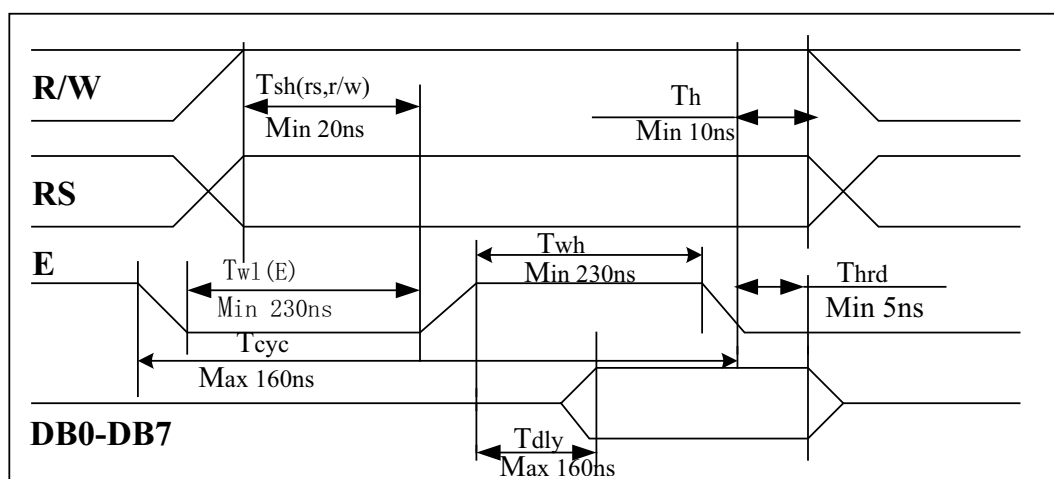 R/W
Tsh(rs,r/w)
Min 20ns
Th
Min 10ns
RS
E
Twl(E)
Min 230ns
Twh
Min 230ns
Thrd
Min 5ns
Tcyc
Max 160ns
DB0-DB7
Tdly
Max 160ns